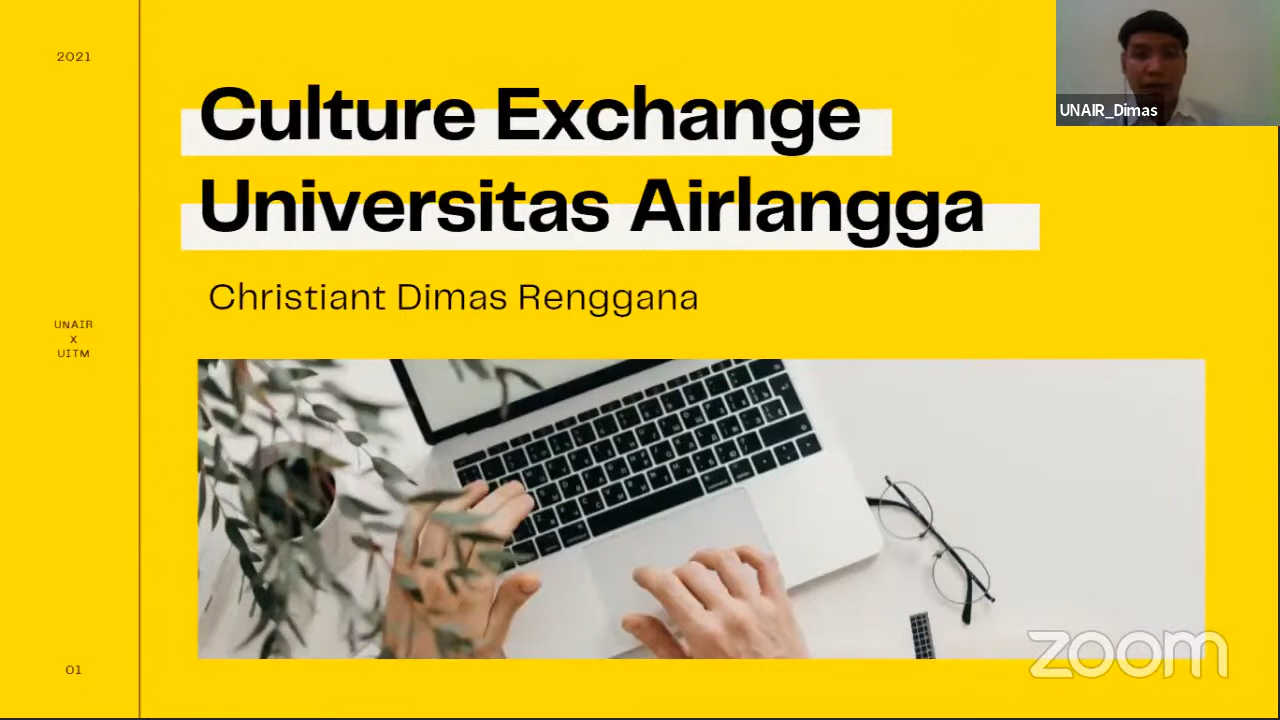 2021
Culture Exchange
Universitas Airlangga
Christiant Dimas Renggana
UNAIR_Dimas
UNAIR
X
UITM
01
zoom